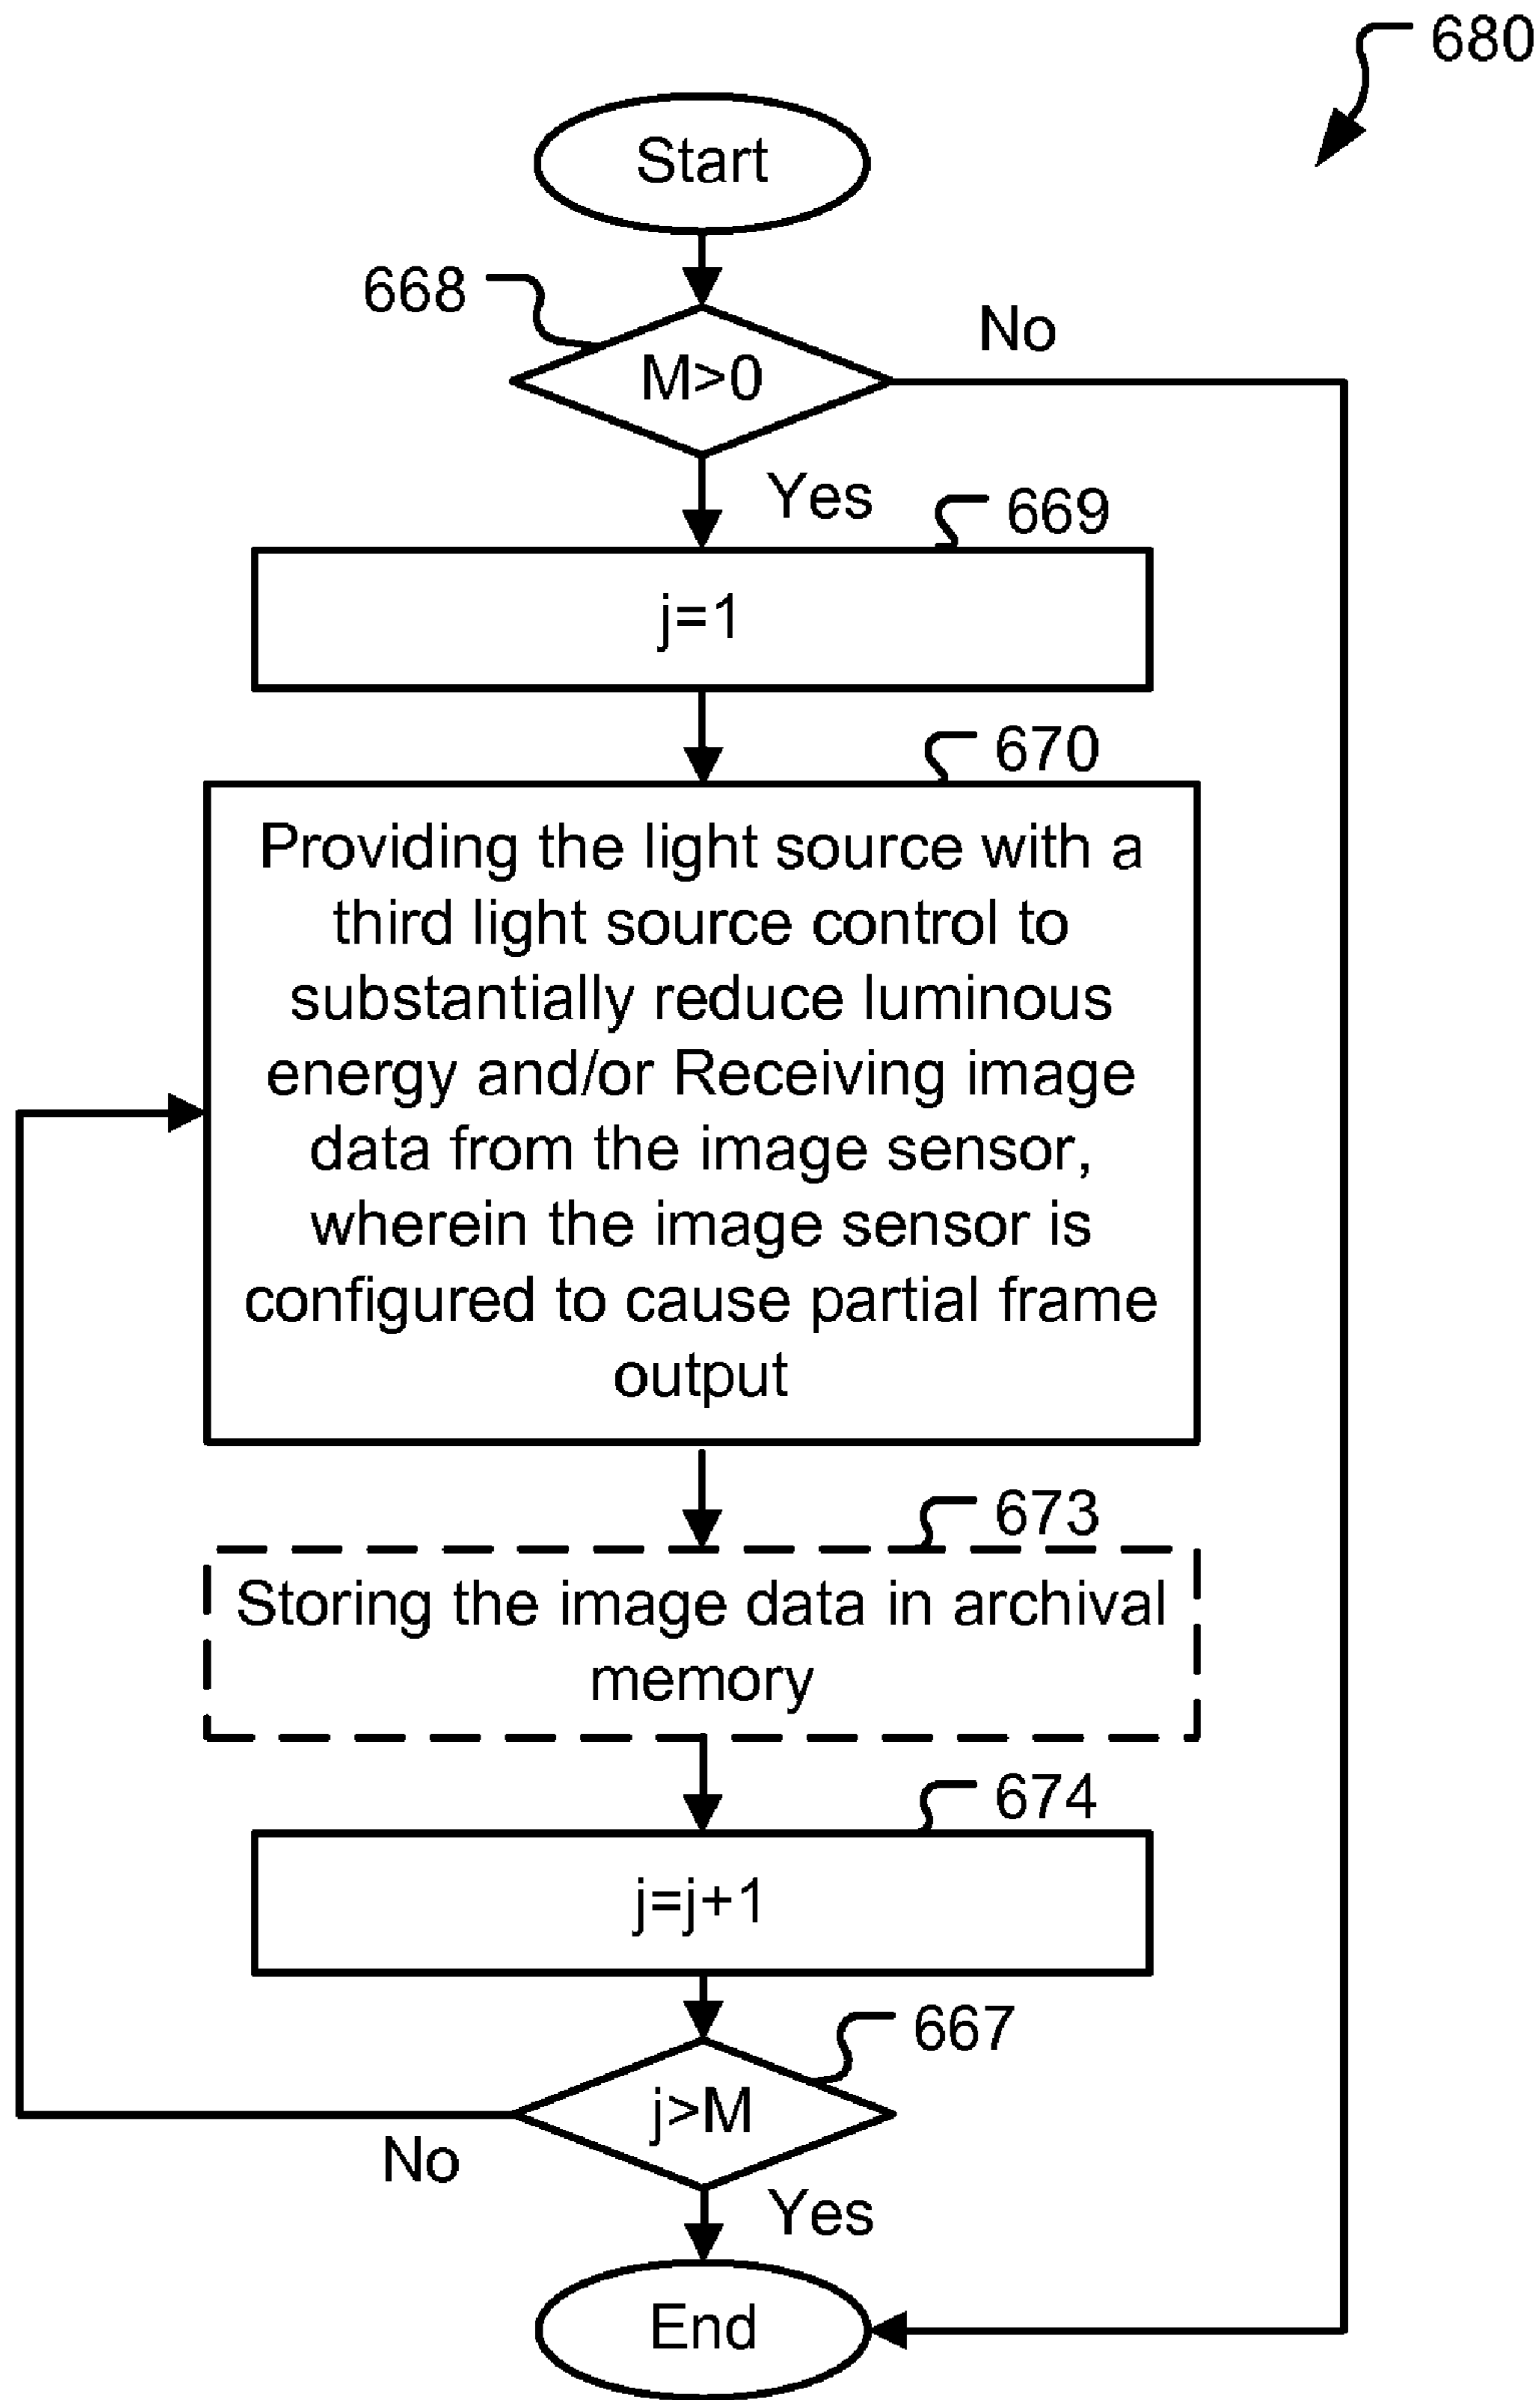 680
Start
668
No
M>0
Yes
669
j=1
670
Providing the light source with a
third light source control to
substantially reduce luminous
energy and/or Receiving image
data from the image sensor,
wherein the image sensor is
configured to cause partial frame
output
673
Storing the image data in archival
memory
674
j=j+1
667
j>M
No
Yes
End